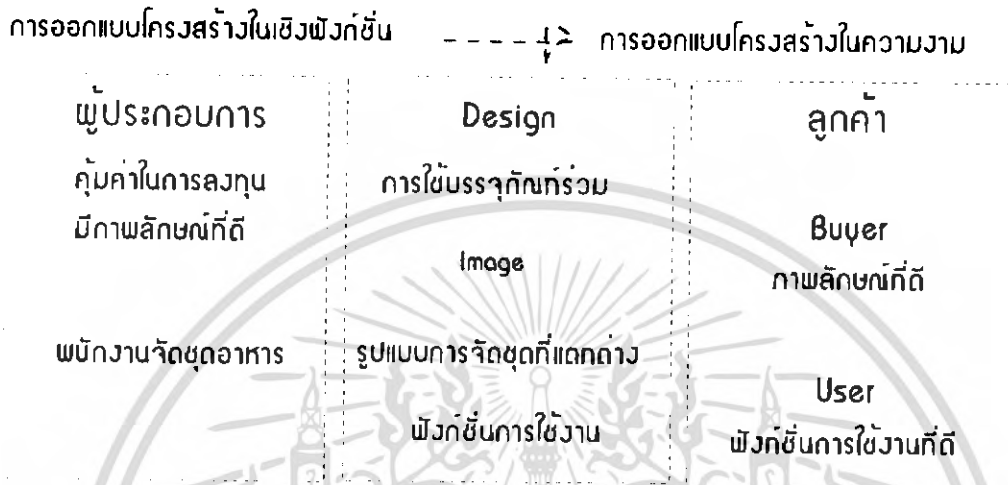 การออกแบบโครงสร้างในเชิงฟังก์ชั่น
การออกแบบโครงสร้างในความงาม
ผู้ประกอบการ
คุ้มค่าในการลงทุน
มีภาพลักษณ์ที่ดี
พนักงานจัดชุดอาหาร
Design
การใช้บรรจุภัณฑ์ร่วม
Image
รูปแบบการจัดชุดที่แตกต่าง
ฟังก์ชั่นการใช้งาน
ลูกค้า
Buyer
ภาพลักษณ์ที่ดี
User
ฟังก์ชั่นการใช้งานที่ดี